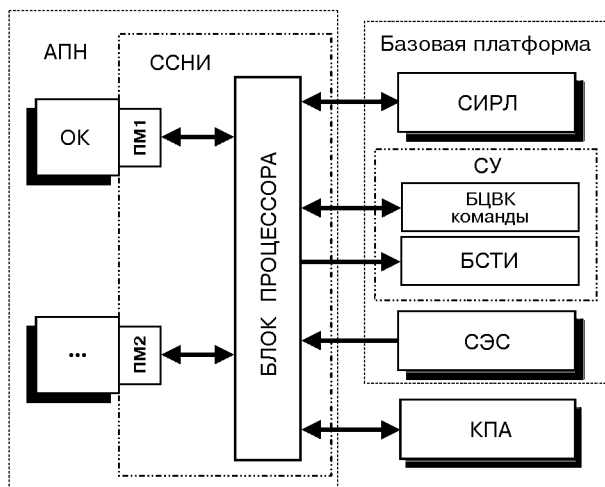 АПН
ССНИ
Базовая платформа
ОК
ПМ1
БЛОК ПРОЦЕССОРА
СИРЛ
СУ
БЦВК
команды
БСТИ
...
ПМ2
СЭС
КПА